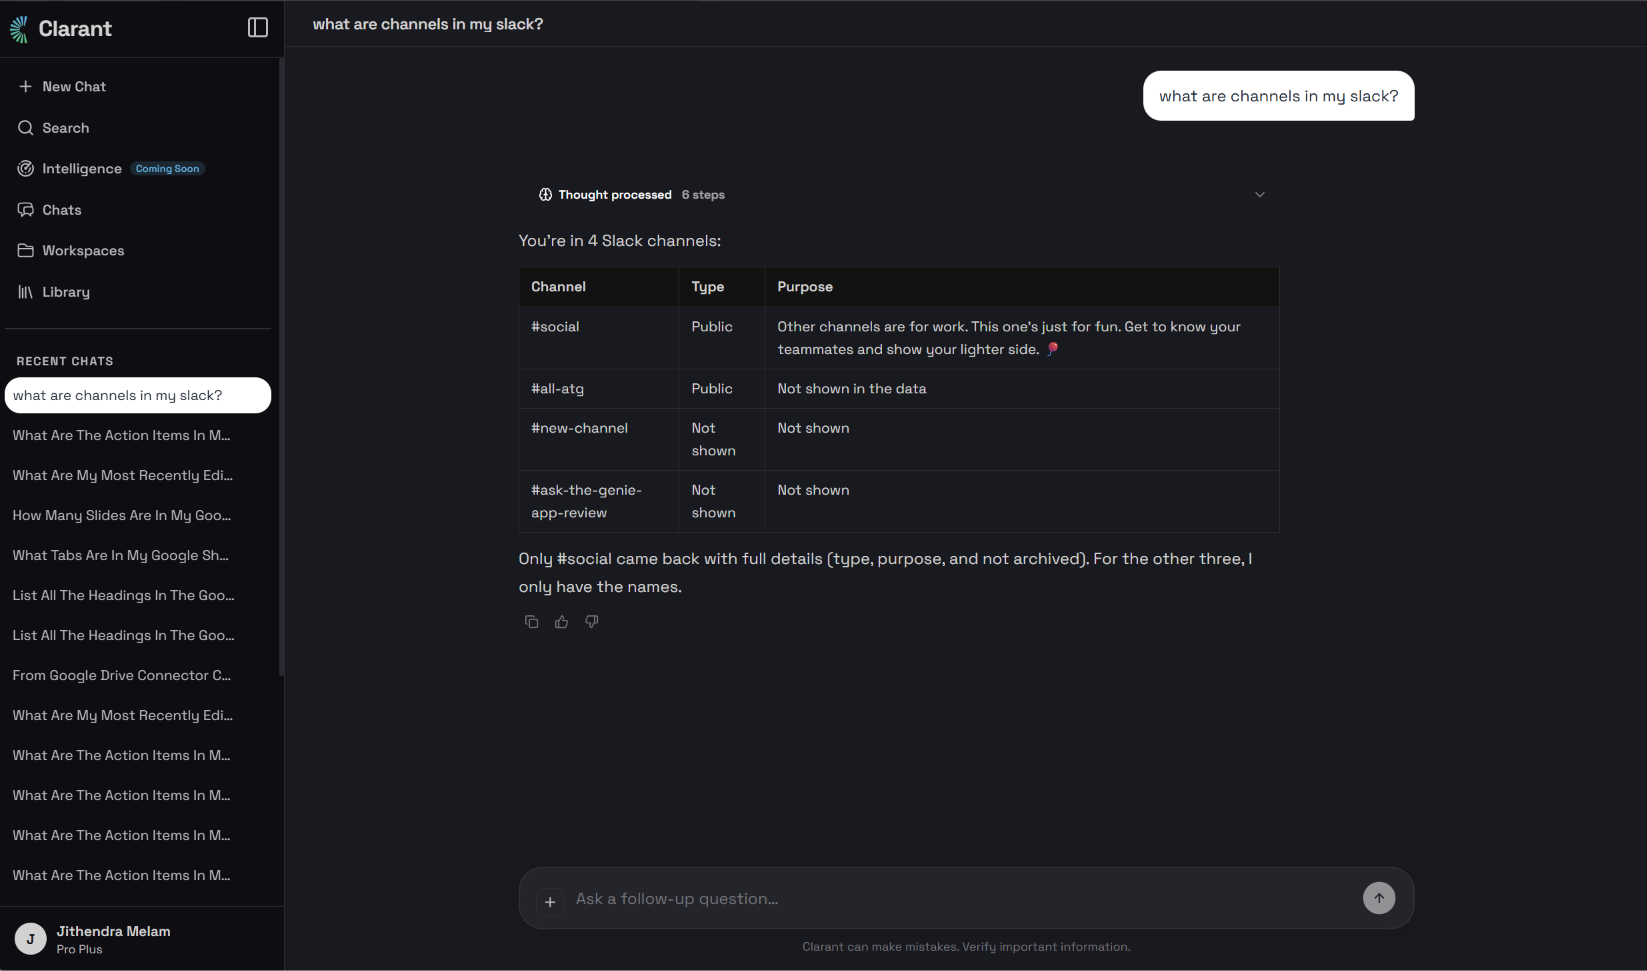 Clarant
New Chat
Search
Intelligence Coming Soon
Chats
Workspaces
Library
RECENT CHATS
what are channels in my slack?
What Are The Action Items In M...
What Are My Most Recently Edi...
How Many Slides Are In My Goo...
What Tabs Are In My Google Sh...
List All The Headings In The Goo...
List All The Headings In The Goo...
From Google Drive Connector C...
What Are My Most Recently Edi...
What Are The Action Items In M...
What Are The Action Items In M...
What Are The Action Items In M...
What Are The Action Items In M...
J
Jithendra Melam
Pro Plus
what are channels in my slack?
what are channels in my slack?
Thought processed 6 steps
You're in 4 Slack channels:
Channel Type Purpose
#social Public Other channels are for work. This one's just for fun. Get to know your
teammates and show your lighter side. 🎈
#all-atg Public Not shown in the data
#new-channel Not Not shown
shown
#ask-the-genie- Not Not shown
app-review shown
Only #social came back with full details (type, purpose, and not archived). For the other three, I
only have the names.
Ask a follow-up question...
Clarant can make mistakes. Verify important information.